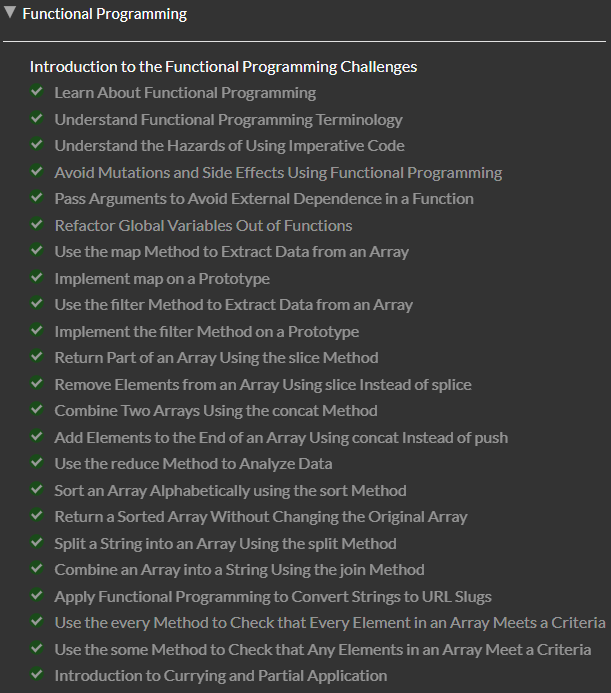 Functional Programming
Introduction to the Functional Programming Challenges
Learn About Functional Programming
Understand Functional Programming Terminology
Understand the Hazards of Using Imperative Code
Avoid Mutations and Side Effects Using Functional Programming
Pass Arguments to Avoid External Dependence in a Function
Refactor Global Variables Out of Functions
Use the map Method to Extract Data from an Array
Implement map on a Prototype
Use the filter Method to Extract Data from an Array
Implement the filter Method on a Prototype
Return Part of an Array Using the slice Method
Remove Elements from an Array Using slice Instead of splice
Combine Two Arrays Using the concat Method
Add Elements to the End of an Array Using concat Instead of push
Use the reduce Method to Analyze Data
Sort an Array Alphabetically using the sort Method
Return a Sorted Array Without Changing the Original Array
Split a String into an Array Using the split Method
Combine an Array into a String Using the join Method
Apply Functional Programming to Convert Strings to URL Slugs
Use the every Method to Check that Every Element in an Array Meets a Criteria
Use the some Method to Check that Any Elements in an Array Meet a Criteria
Introduction to Currying and Partial Application